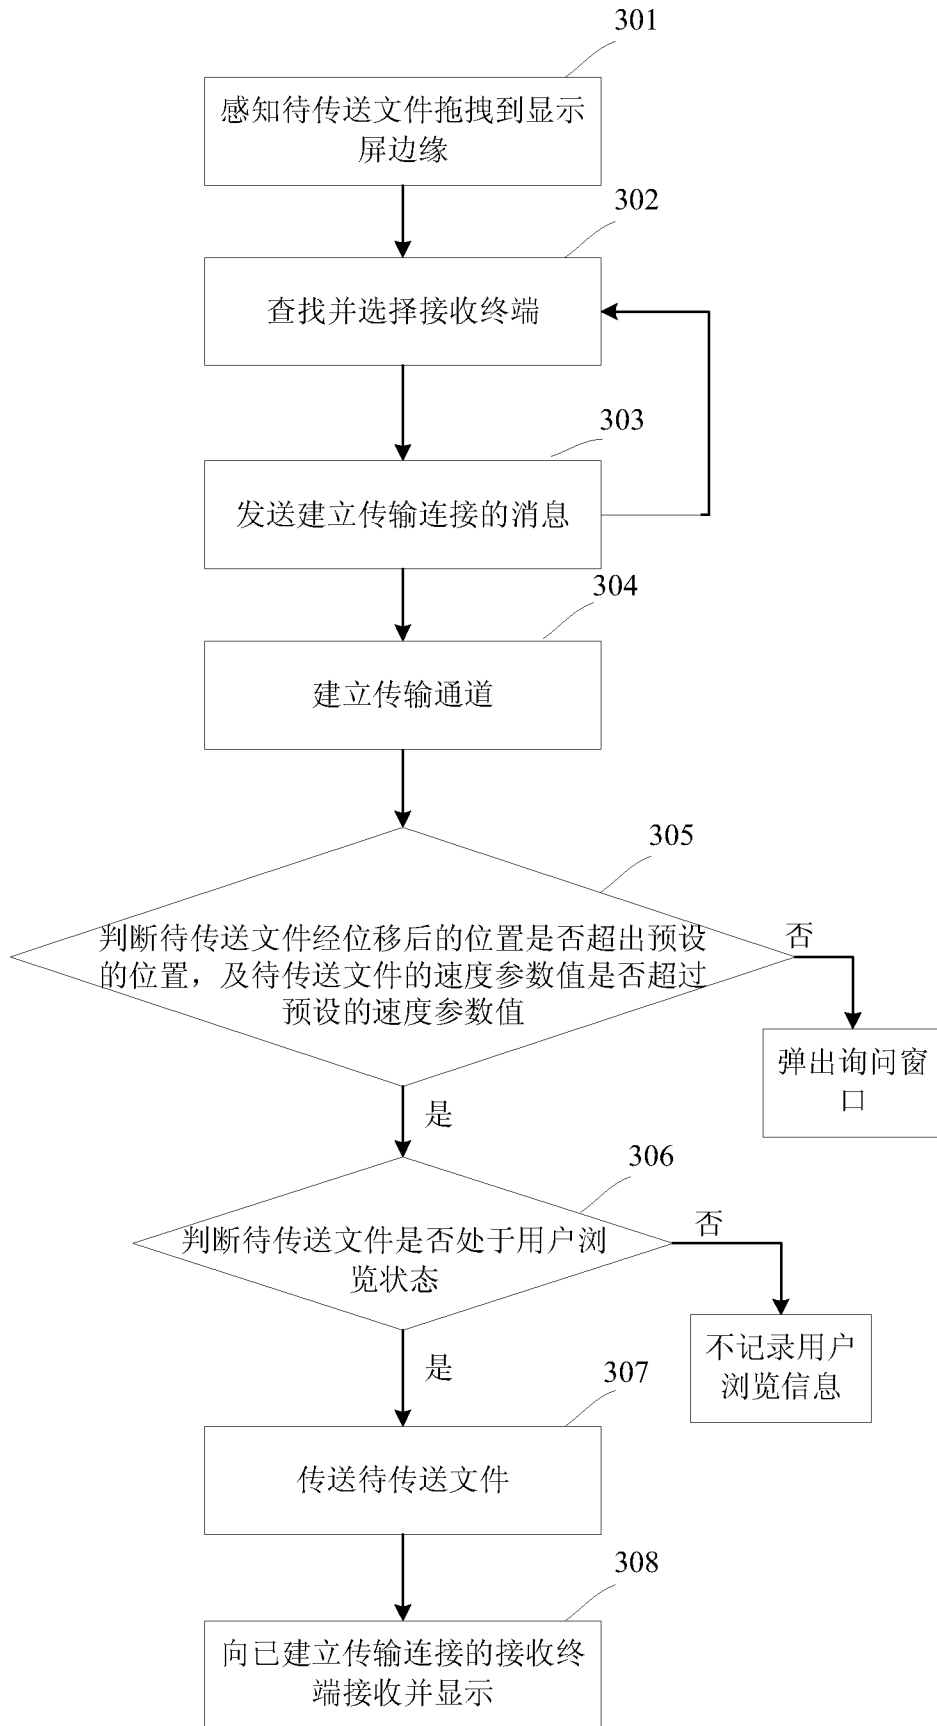 301
感知待传送文件拖拽到显示
屏边缘
302
查找并选择接收终端
303
发送建立传输连接的消息
304
建立传输通道
305
判断待传送文件经位移后的位置是否超出预设
的位置，及待传送文件的速度参数值是否超过
预设的速度参数值
否
弹出询问窗
口
是
306
判断待传送文件是否处于用户浏
览状态
否
不记录用户
浏览信息
是
307
传送待传送文件
308
向已建立传输连接的接收终
端接收并显示